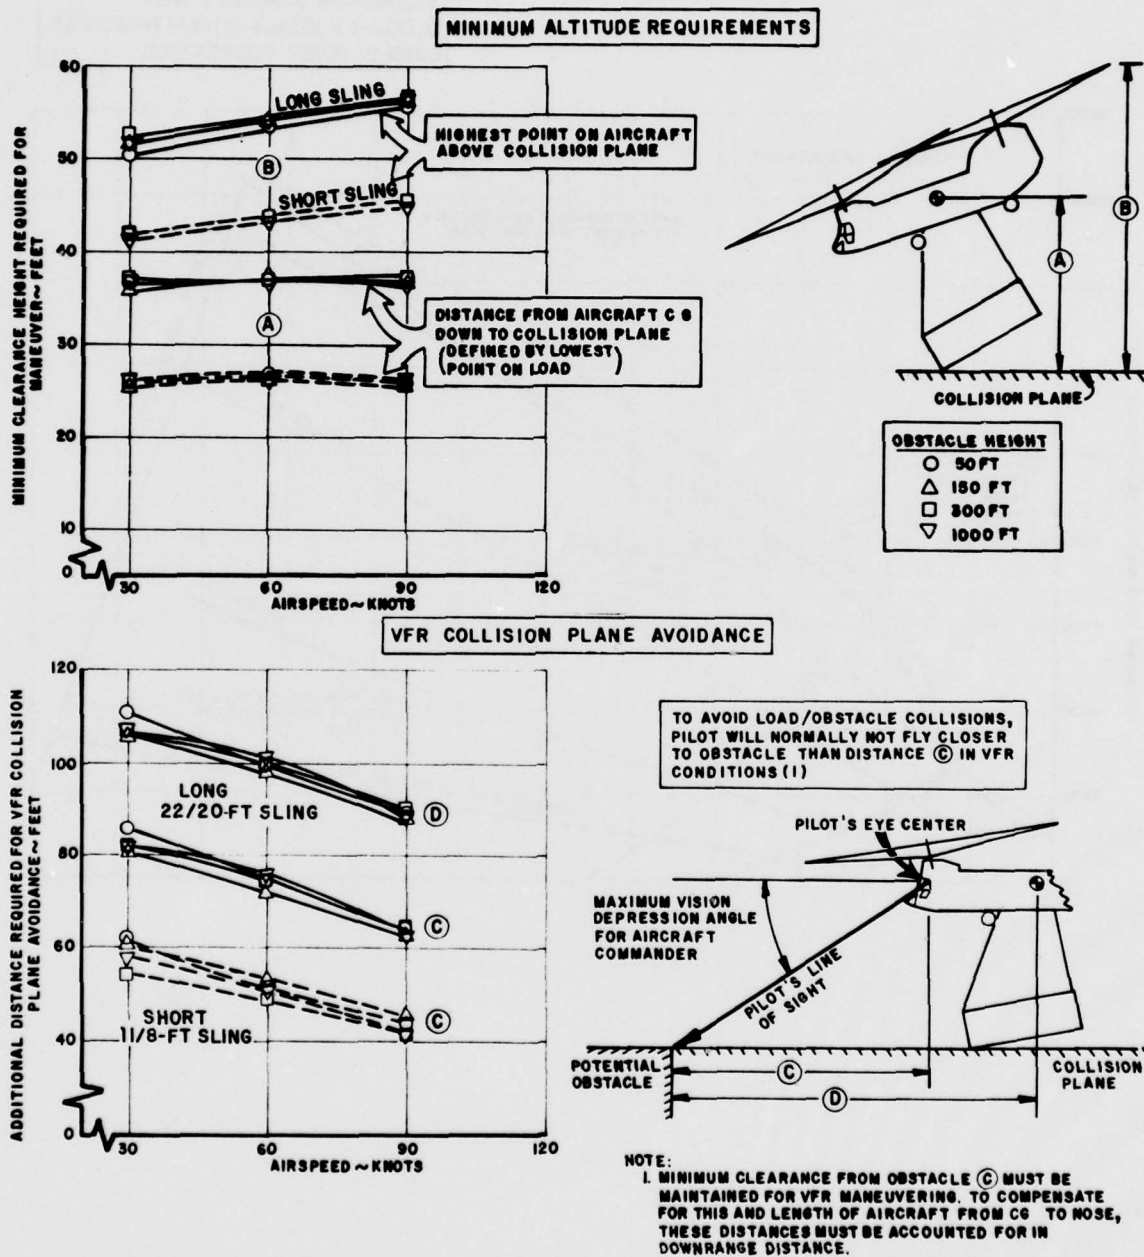 MINIMUM ALTITUDE REQUIREMENTS
MINIMUM CLEARANCE HEIGHT REQUIRED FOR
MANEUVER~FEET
60
50
40
30
20
10
0
30
60
90
120
AIRSPEED~KNOTS
LONG SLING
HIGHEST POINT ON AIRCRAFT
ABOVE COLLISION PLANE
B
SHORT SLING
A
DISTANCE FROM AIRCRAFT C G
DOWN TO COLLISION PLANE
(DEFINED BY LOWEST)
POINT ON LOAD
B
A
COLLISION PLANE
OBSTACLE HEIGHT
50 FT
150 FT
300 FT
1000 FT
VFR COLLISION PLANE AVOIDANCE
ADDITIONAL DISTANCE REQUIRED FOR VFR COLLISION
PLANE AVOIDANCE~FEET
120
100
80
60
40
0
30
60
90
120
AIRSPEED~KNOTS
LONG
22/20-FT SLING
D
C
SHORT
11/8-FT SLING
C
TO AVOID LOAD/OBSTACLE COLLISIONS,
PILOT WILL NORMALLY NOT FLY CLOSER
TO OBSTACLE THAN DISTANCE C IN VFR
CONDITIONS (1)
PILOT'S EYE CENTER
MAXIMUM VISION
DEPRESSION ANGLE
FOR AIRCRAFT
COMMANDER
PILOT'S LINE
OF SIGHT
POTENTIAL
OBSTACLE
C
COLLISION
PLANE
D
NOTE:
1. MINIMUM CLEARANCE FROM OBSTACLE C MUST BE
MAINTAINED FOR VFR MANEUVERING. TO COMPENSATE
FOR THIS AND LENGTH OF AIRCRAFT FROM CG TO NOSE,
THESE DISTANCES MUST BE ACCOUNTED FOR IN
DOWNRANGE DISTANCE.